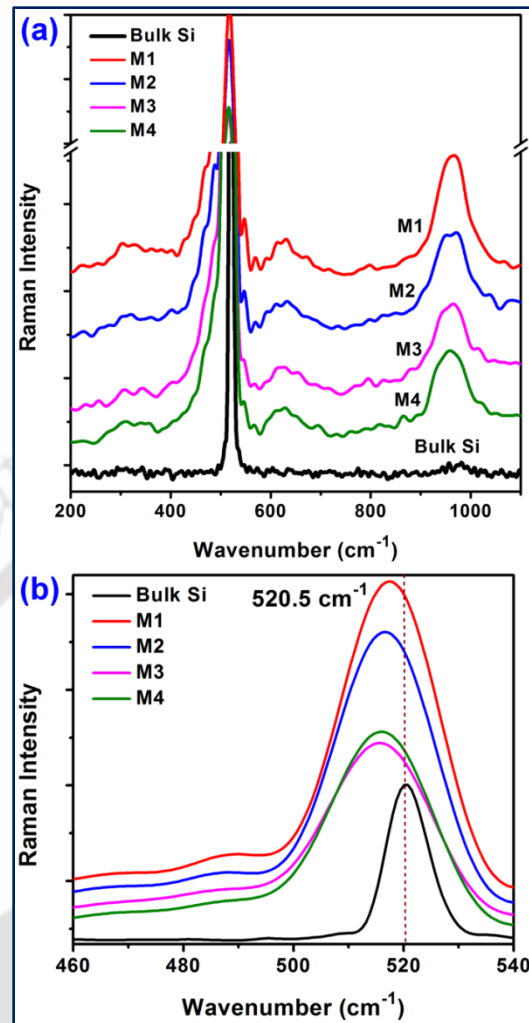 (a)
Bulk Si
M1
M2
M3
M4
M1
M2
M3
M4
Bulk Si
Raman Intensity
200 400 600 800 1000
Wavenumber (cm⁻¹)
(b)
Bulk Si
M1
M2
M3
M4
520.5 cm⁻¹
Raman Intensity
460 480 500 520 540
Wavenumber (cm⁻¹)